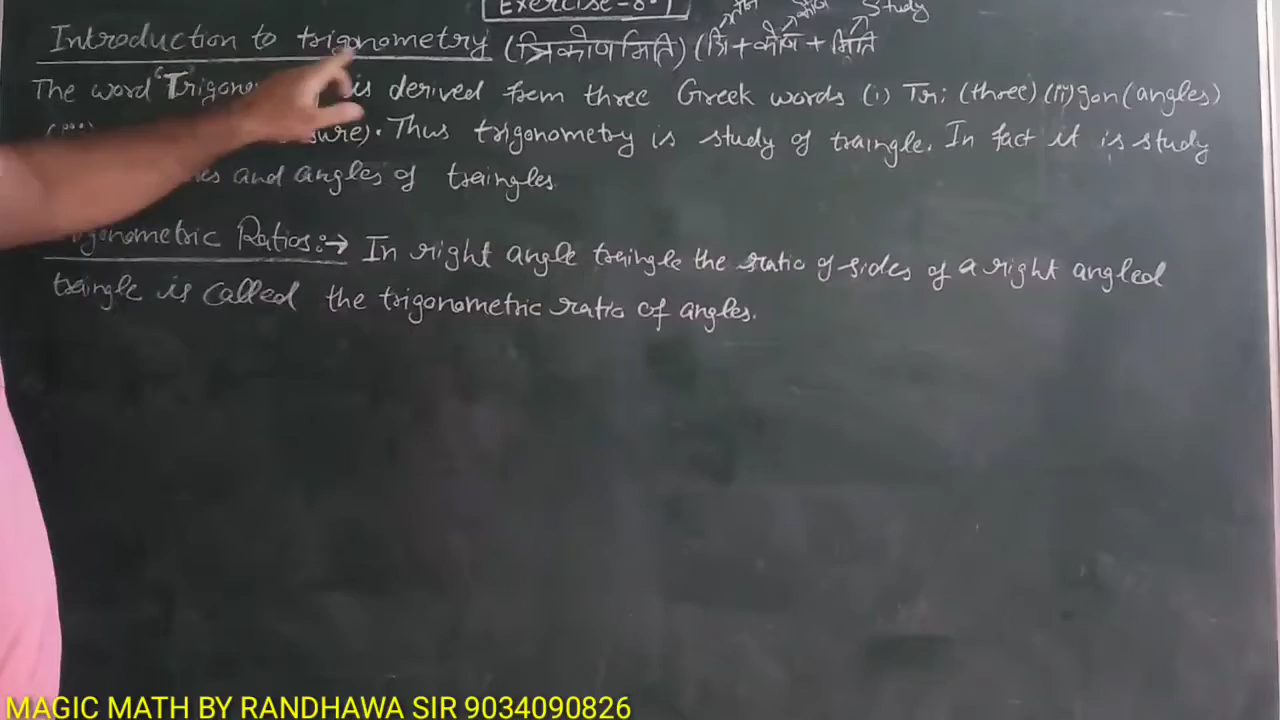 Exercise-8.1
Study
Introduction to trigonometry (त्रिकोणमिति) (त्रि+कोण+मिति
The word "Trigono is derived from three Greek words (i) Tri (three) (ii) gon (angles)
sure). Thus trigonometry is study of traingle. In fact it is study
es and angles of traingles.
gonometric Ratios:→ In right angle traingle the ratio of sides of a right angled
traingle is called the trigonometric ratio of angles.
MAGIC MATH BY RANDHAWA SIR 9034090826